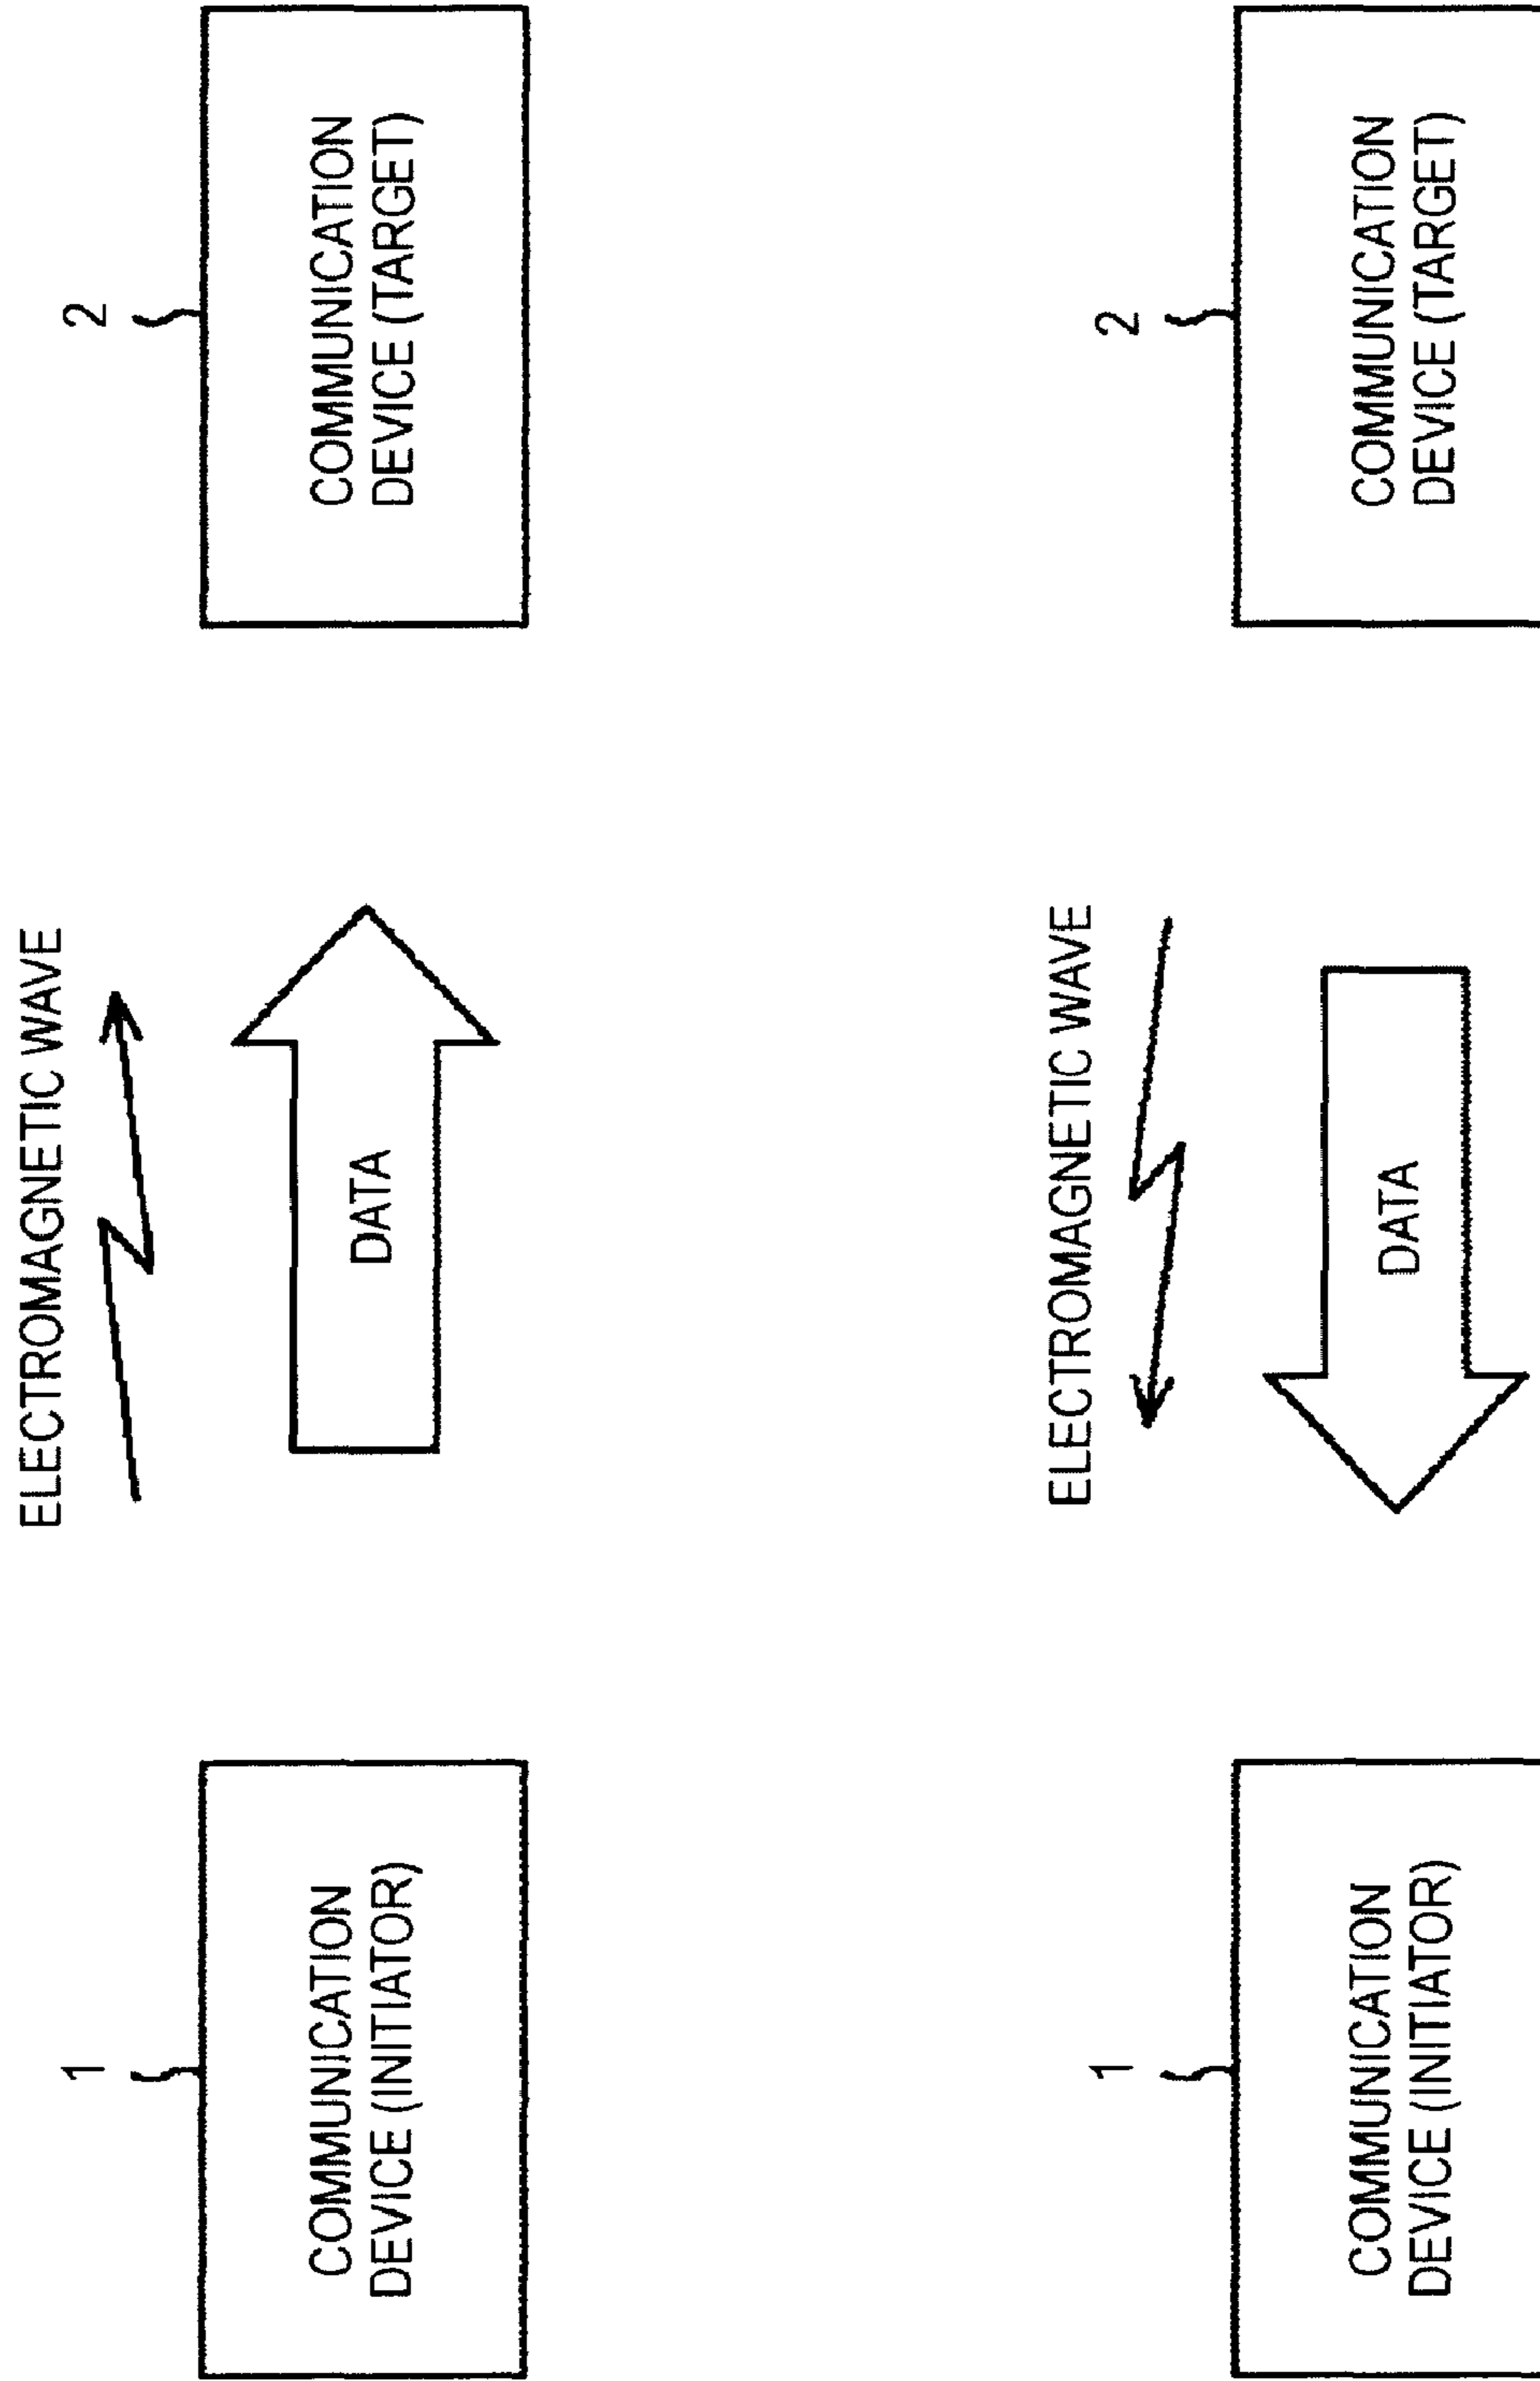 1
COMMUNICATION
DEVICE (INITIATOR)
ELECTROMAGNETIC WAVE
DATA
2
COMMUNICATION
DEVICE (TARGET)
1
COMMUNICATION
DEVICE (INITIATOR)
ELECTROMAGNETIC WAVE
DATA
2
COMMUNICATION
DEVICE (TARGET)